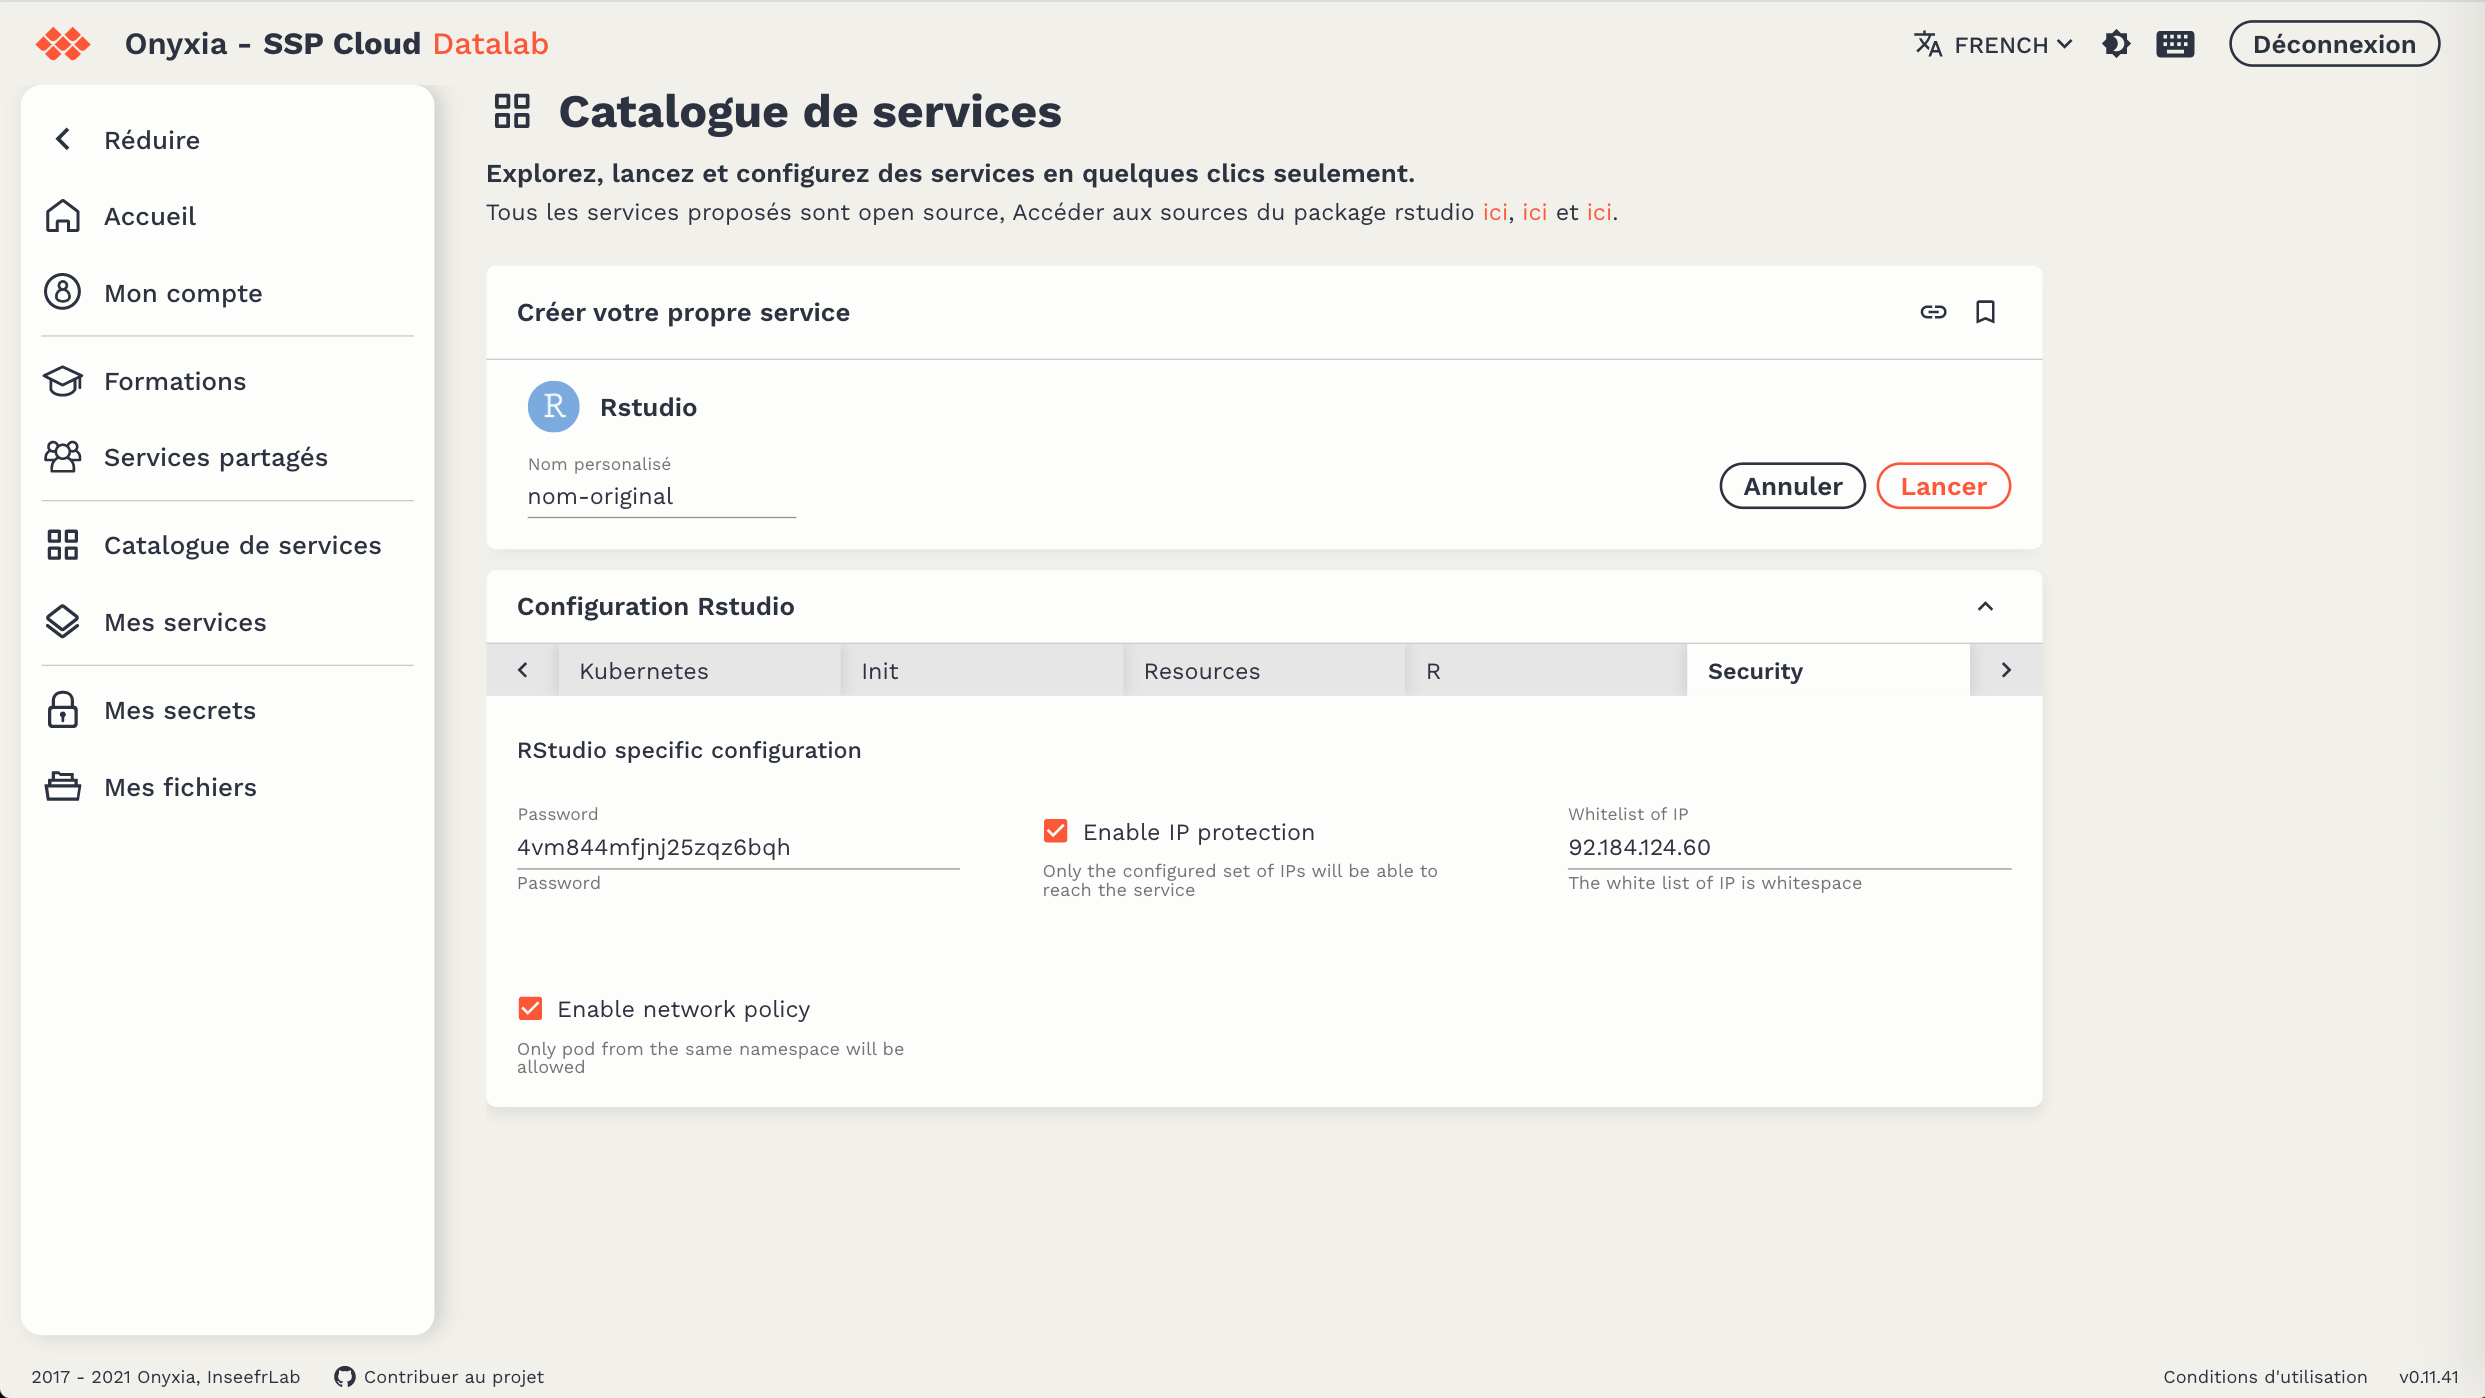 Onyxia - SSP Cloud Datalab
FRENCH
Déconnexion
Réduire
Accueil
Mon compte
Formations
Services partagés
Catalogue de services
Mes services
Mes secrets
Mes fichiers
Catalogue de services
Explorez, lancez et configurez des services en quelques clics seulement.
Tous les services proposés sont open source, Accéder aux sources du package rstudio ici, ici et ici.
Créer votre propre service
R
Rstudio
Nom personalisé
nom-original
Annuler
Lancer
Configuration Rstudio
Kubernetes
Init
Resources
R
Security
RStudio specific configuration
Password
4vm844mfjnj25zqz6bqh
Password
Enable IP protection
Only the configured set of IPs will be able to
reach the service
Whitelist of IP
92.184.124.60
The white list of IP is whitespace
Enable network policy
Only pod from the same namespace will be
allowed
2017 - 2021 Onyxia, InseefrLab
Contribuer au projet
Conditions d'utilisation
v0.11.41